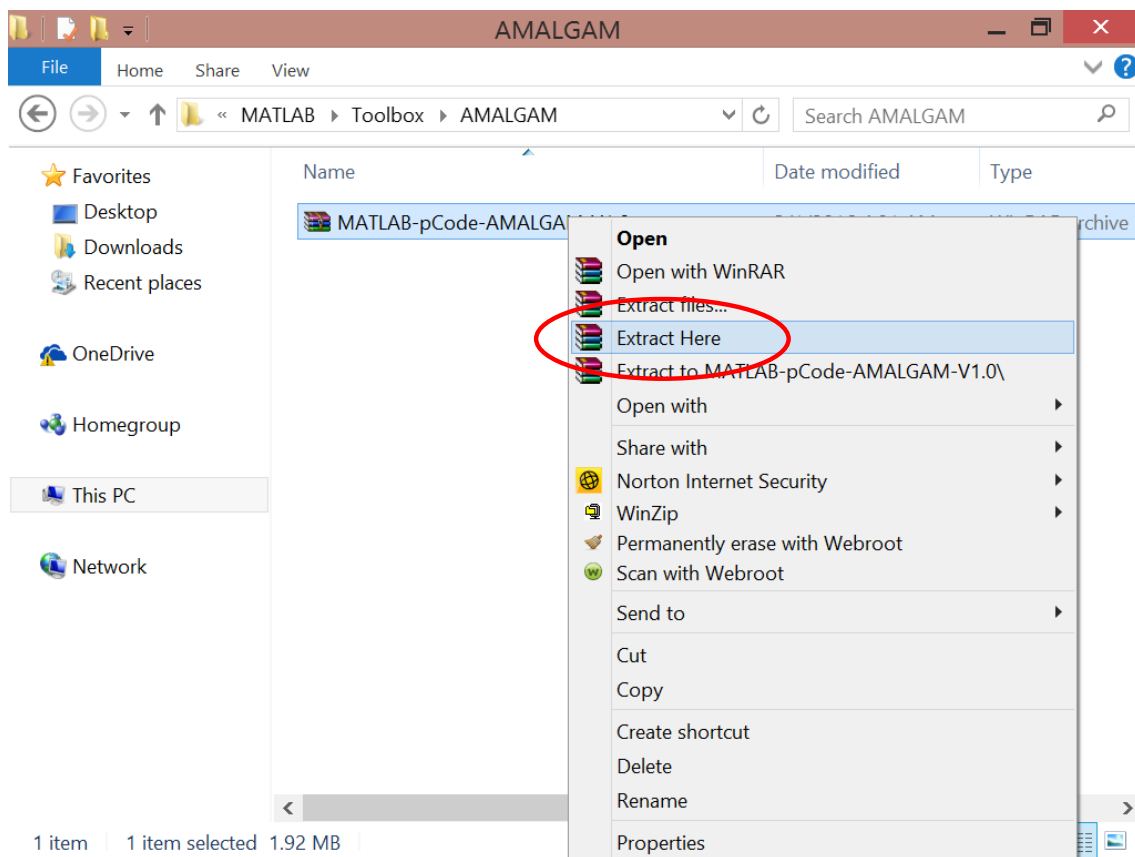 AMALGAM
File Home Share View
« MATLAB Toolbox AMALGAM Search AMALGAM
Name Date modified Type
Favorites
Desktop
Downloads
Recent places
OneDrive
Homegroup
This PC
Network
MATLAB-pCode-AMALGA
Open
Open with WinRAR
Extract files...
Extract Here
Extract to MATLAB-pCode-AMALGAM-V1.0\
Open with
Share with
Norton Internet Security
WinZip
Permanently erase with Webroot
Scan with Webroot
Send to
Cut
Copy
Create shortcut
Delete
Rename
Properties
rchive
1 item 1 item selected 1.92 MB